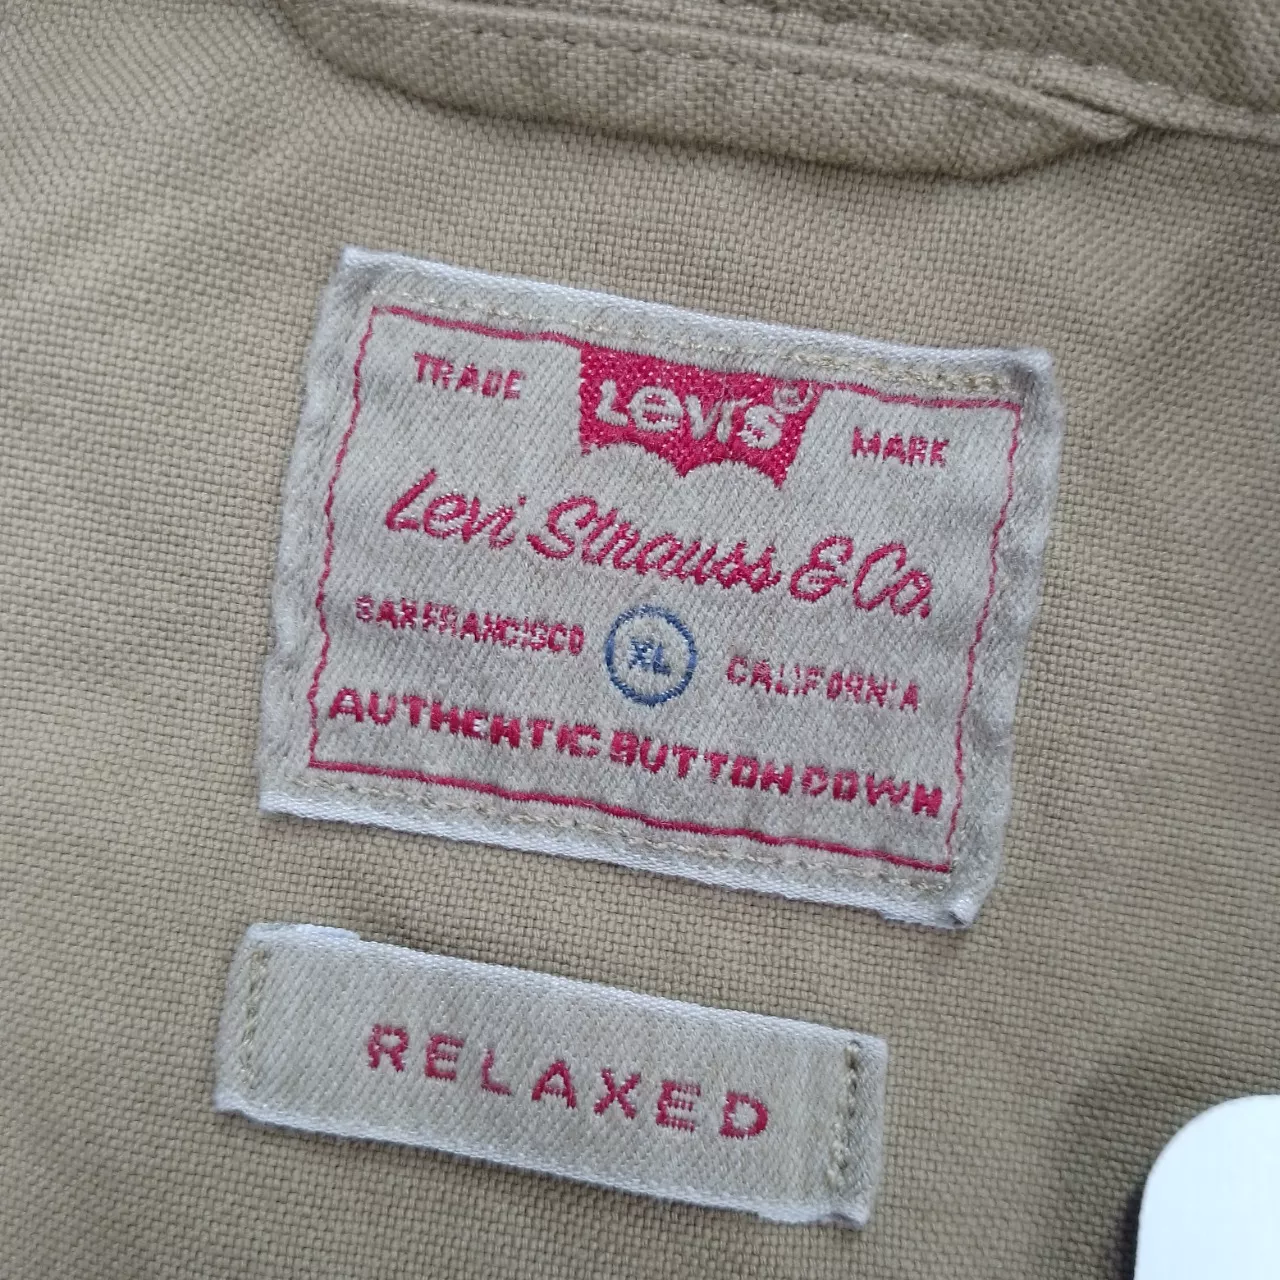 TRADE Levi's® MARK
Levi Strauss & Co.
SAN FRANCISCO XL CALIFORNIA
AUTHENTIC BUTTON DOWN
RELAXED